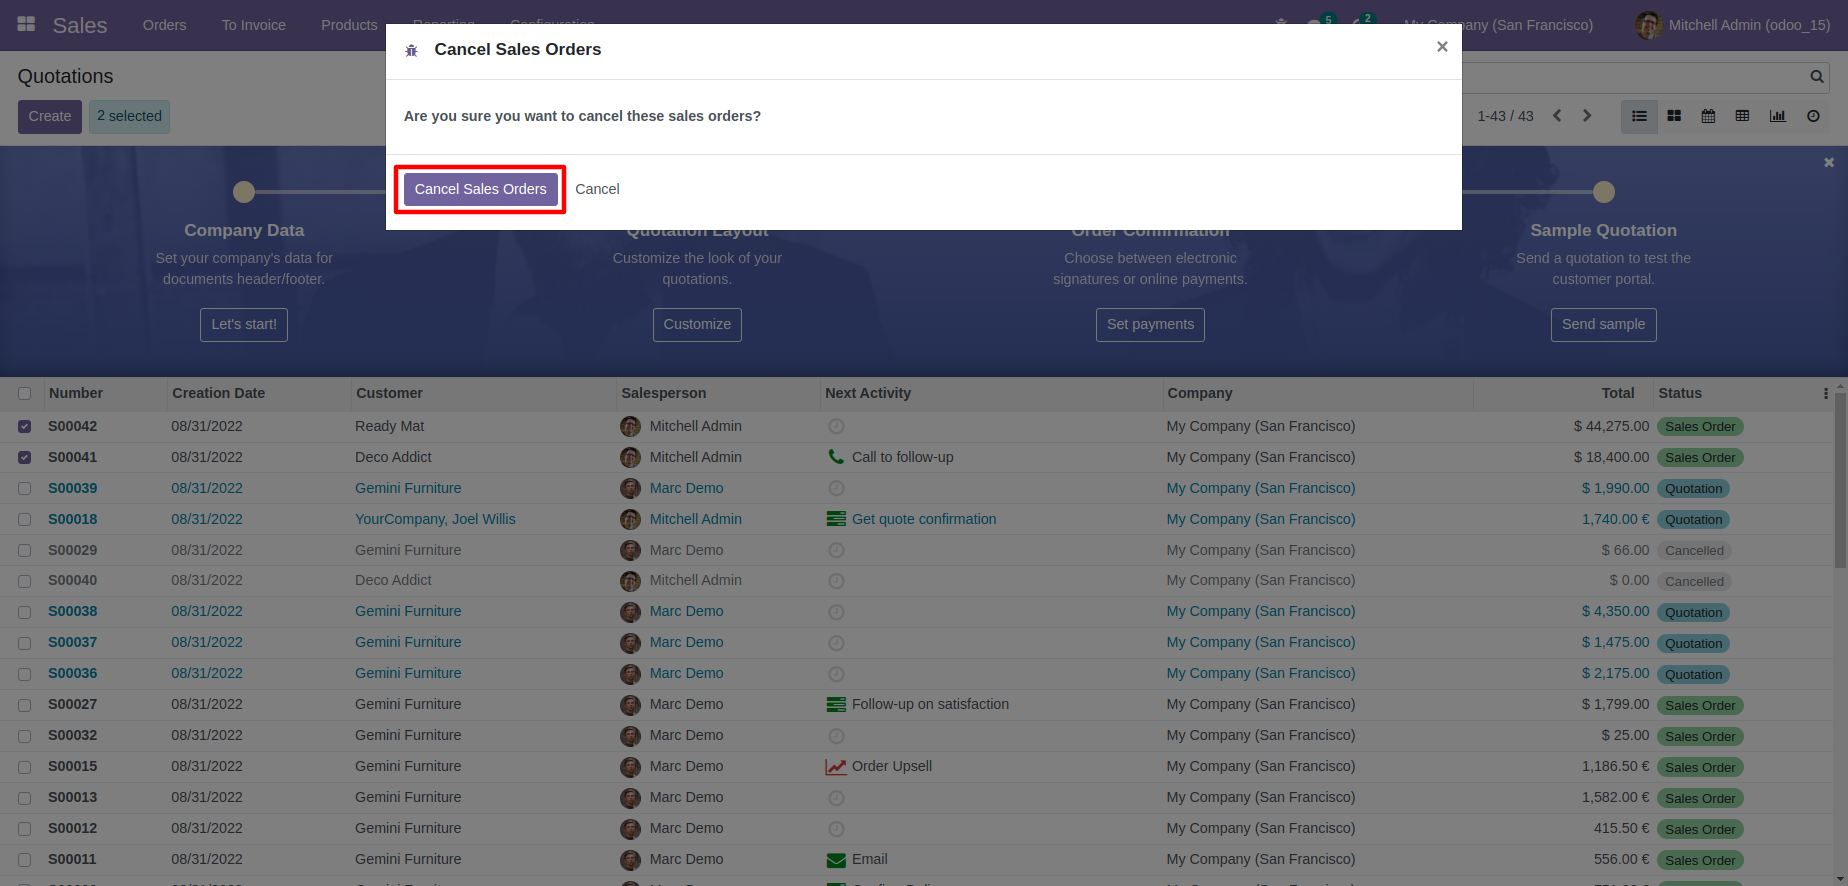 Sales Orders To Invoice Products Reporting Configuration 5 2 My Company (San Francisco) Mitchell Admin (odoo_15)
Cancel Sales Orders ×
Quotations
Are you sure you want to cancel these sales orders?
Create 2 selected 1-43 / 43
Cancel Sales Orders Cancel
Company Data Quotation Layout Order Confirmation Sample Quotation
Set your company's data for Customize the look of your Choose between electronic Send a quotation to test the
documents header/footer. quotations. signatures or online payments. customer portal.
Let's start! Customize Set payments Send sample
Number Creation Date Customer Salesperson Next Activity Company Total Status
S00042 08/31/2022 Ready Mat Mitchell Admin My Company (San Francisco) $ 44,275.00 Sales Order
S00041 08/31/2022 Deco Addict Mitchell Admin Call to follow-up My Company (San Francisco) $ 18,400.00 Sales Order
S00039 08/31/2022 Gemini Furniture Marc Demo My Company (San Francisco) $ 1,990.00 Quotation
S00018 08/31/2022 YourCompany, Joel Willis Mitchell Admin Get quote confirmation My Company (San Francisco) 1,740.00 € Quotation
S00029 08/31/2022 Gemini Furniture Marc Demo My Company (San Francisco) $ 66.00 Cancelled
S00040 08/31/2022 Deco Addict Mitchell Admin My Company (San Francisco) $ 0.00 Cancelled
S00038 08/31/2022 Gemini Furniture Marc Demo My Company (San Francisco) $ 4,350.00 Quotation
S00037 08/31/2022 Gemini Furniture Marc Demo My Company (San Francisco) $ 1,475.00 Quotation
S00036 08/31/2022 Gemini Furniture Marc Demo My Company (San Francisco) $ 2,175.00 Quotation
S00027 08/31/2022 Gemini Furniture Marc Demo Follow-up on satisfaction My Company (San Francisco) $ 1,799.00 Sales Order
S00032 08/31/2022 Gemini Furniture Marc Demo My Company (San Francisco) $ 25.00 Sales Order
S00015 08/31/2022 Gemini Furniture Marc Demo Order Upsell My Company (San Francisco) 1,186.50 € Sales Order
S00013 08/31/2022 Gemini Furniture Marc Demo My Company (San Francisco) 1,582.00 € Sales Order
S00012 08/31/2022 Gemini Furniture Marc Demo My Company (San Francisco) 415.50 € Sales Order
S00011 08/31/2022 Gemini Furniture Marc Demo Email My Company (San Francisco) 556.00 € Sales Order